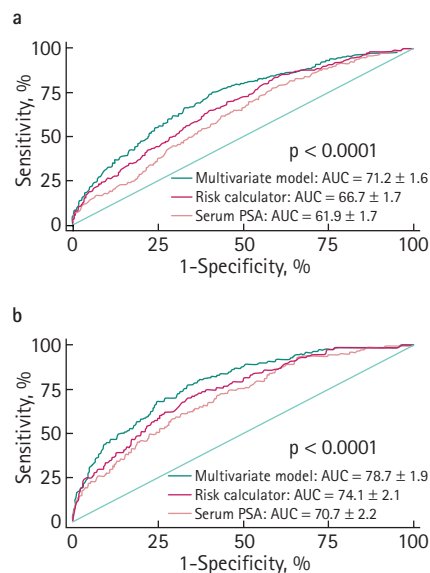 a
100
75
50
25
0
Sensitivity, %
p < 0.0001
Multivariate model: AUC = 71.2 ± 1.6
Risk calculator: AUC = 66.7 ± 1.7
Serum PSA: AUC = 61.9 ± 1.7
0 25 50 75 100
1-Specificity, %
b
100
75
50
25
0
Sensitivity, %
p < 0.0001
Multivariate model: AUC = 78.7 ± 1.9
Risk calculator: AUC = 74.1 ± 2.1
Serum PSA: AUC = 70.7 ± 2.2
0 25 50 75 100
1-Specificity, %